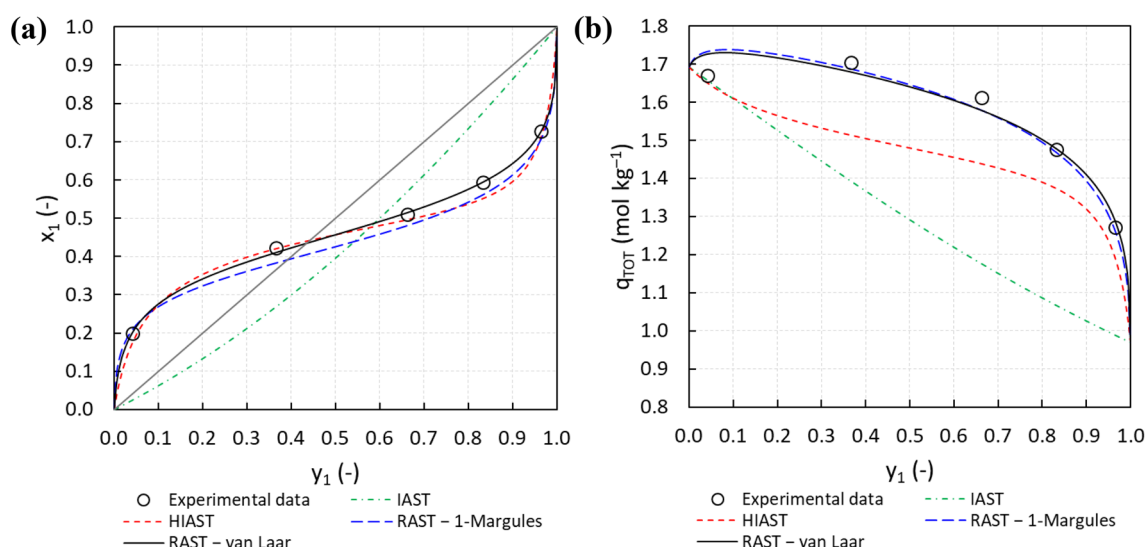 (a)
1.0
0.9
0.8
0.7
0.6
0.5
0.4
0.3
0.2
0.1
0.0
x₁ (-)
0.0 0.1 0.2 0.3 0.4 0.5 0.6 0.7 0.8 0.9 1.0
y₁ (-)
Experimental data IAST
HIAST RAST – 1-Margules
RAST – van Laar
(b)
1.8
1.7
1.6
1.5
1.4
1.3
1.2
1.1
1.0
0.9
0.8
q_TOT (mol kg⁻¹)
0.0 0.1 0.2 0.3 0.4 0.5 0.6 0.7 0.8 0.9 1.0
y₁ (-)
Experimental data IAST
HIAST RAST – 1-Margules
RAST – van Laar